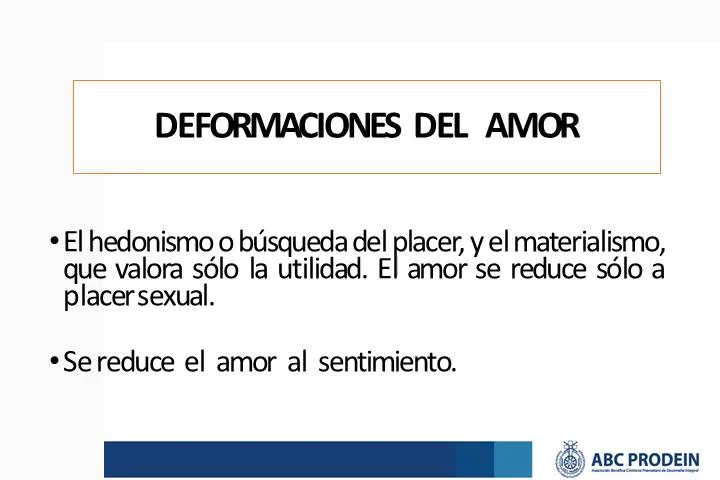 DEFORMACIONES DEL AMOR
•El hedonismo o búsqueda del placer, y el materialismo,
que valora sólo la utilidad. El amor se reduce sólo a
placer sexual.
•Se reduce el amor al sentimiento.
ABC PRODEIN
Asociación Benéfica Cristiana Promotora de Desarrollo Integral